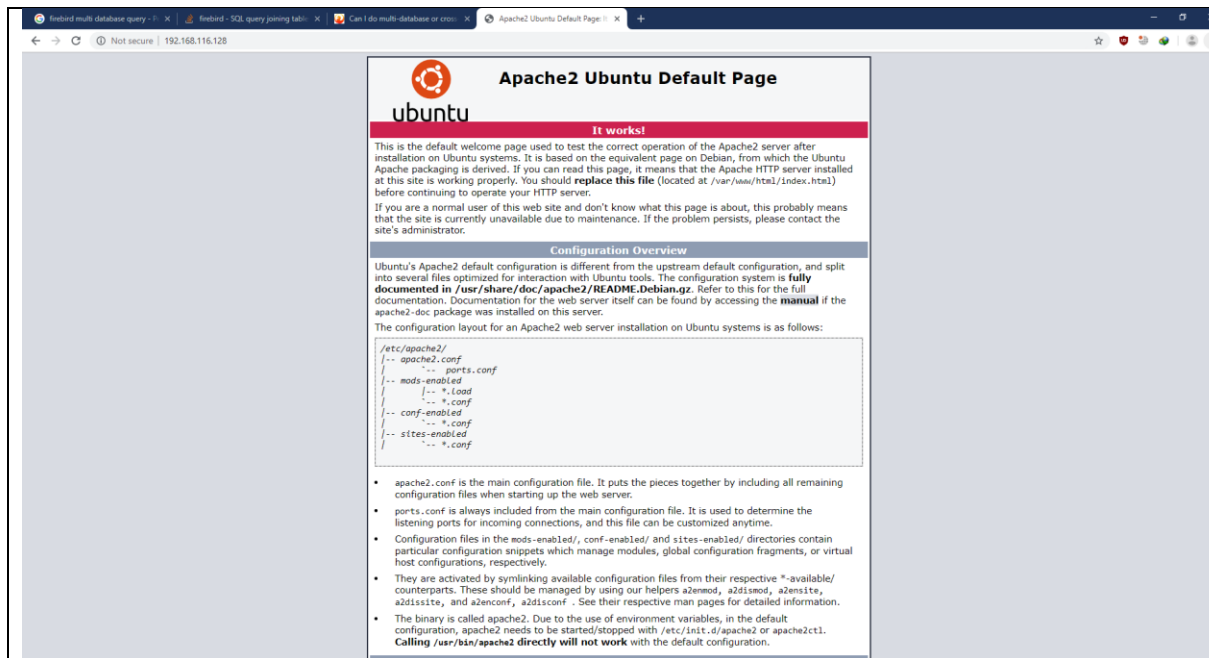 firebird multi database query - F
firebird - SQL query joining table
Can I do multi-database or cross
Apache2 Ubuntu Default Page: It
Not secure | 192.168.116.128
ubuntu
Apache2 Ubuntu Default Page
It works!
This is the default welcome page used to test the correct operation of the Apache2 server after
installation on Ubuntu systems. It is based on the equivalent page on Debian, from which the Ubuntu
Apache packaging is derived. If you can read this page, it means that the Apache HTTP server installed
at this site is working properly. You should replace this file (located at /var/www/html/index.html)
before continuing to operate your HTTP server.
If you are a normal user of this web site and don't know what this page is about, this probably means
that the site is currently unavailable due to maintenance. If the problem persists, please contact the
site's administrator.
Configuration Overview
Ubuntu's Apache2 default configuration is different from the upstream default configuration, and split
into several files optimized for interaction with Ubuntu tools. The configuration system is fully
documented in /usr/share/doc/apache2/README.Debian.gz. Refer to this for the full
documentation. Documentation for the web server itself can be found by accessing the manual if the
apache2-doc package was installed on this server.
The configuration layout for an Apache2 web server installation on Ubuntu systems is as follows:
/etc/apache2/
|-- apache2.conf
|       `--  ports.conf
|-- mods-enabled
|       |-- *.load
|       `-- *.conf
|-- conf-enabled
|       `-- *.conf
|-- sites-enabled
|       `-- *.conf
• apache2.conf is the main configuration file. It puts the pieces together by including all remaining
configuration files when starting up the web server.
• ports.conf is always included from the main configuration file. It is used to determine the
listening ports for incoming connections, and this file can be customized anytime.
• Configuration files in the mods-enabled/, conf-enabled/ and sites-enabled/ directories contain
particular configuration snippets which manage modules, global configuration fragments, or virtual
host configurations, respectively.
• They are activated by symlinking available configuration files from their respective *-available/
counterparts. These should be managed by using our helpers a2enmod, a2dismod, a2ensite,
a2dissite, and a2enconf, a2disconf . See their respective man pages for detailed information.
• The binary is called apache2. Due to the use of environment variables, in the default
configuration, apache2 needs to be started/stopped with /etc/init.d/apache2 or apache2ctl.
Calling /usr/bin/apache2 directly will not work with the default configuration.